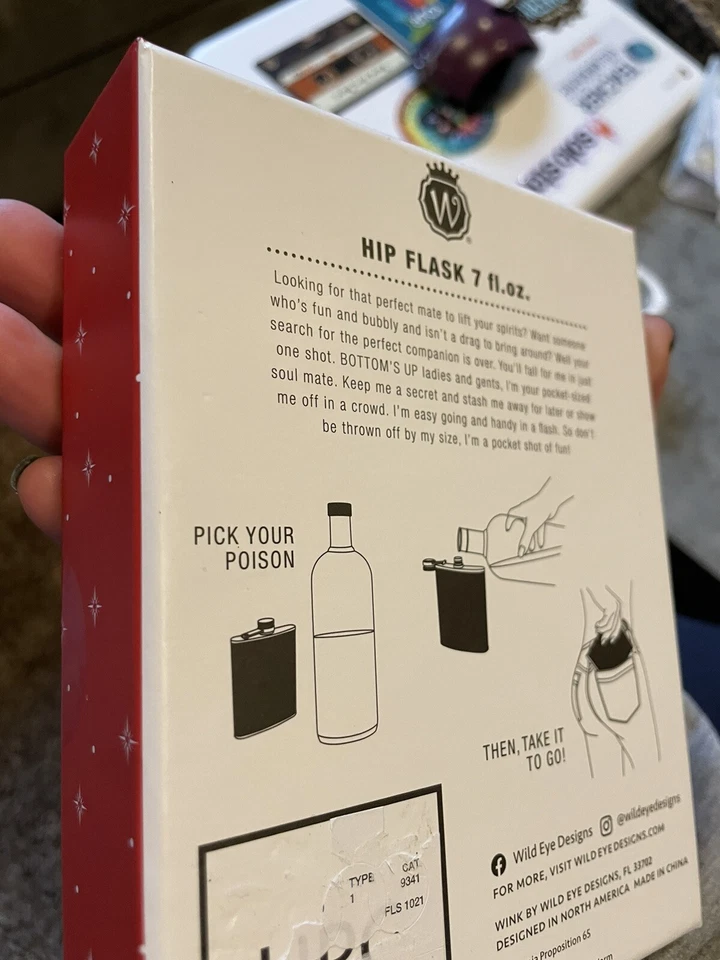 TEACHER
solo sto
W
HIP FLASK 7 fl.oz.
Looking for that perfect mate to lift your spirits? Want someone
who's fun and bubbly and isn't a drag to bring around? Well your
search for the perfect companion is over. You'll fall for me in just
one shot. BOTTOM'S UP ladies and gents, I'm your pocket-sized
soul mate. Keep me a secret and stash me away for later or show
me off in a crowd. I'm easy going and handy in a flash. So don't
be thrown off by my size, I'm a pocket shot of fun!
PICK YOUR
POISON
THEN, TAKE IT
TO GO!
TYPE
1
CAT.
9341
FLS 1021
Wild Eye Designs @wildeyedesigns
FOR MORE, VISIT WILDEYEDESIGNS.COM
WINK BY WILD EYE DESIGNS, FL 33702
DESIGNED IN NORTH AMERICA MADE IN CHINA
ia Proposition 65